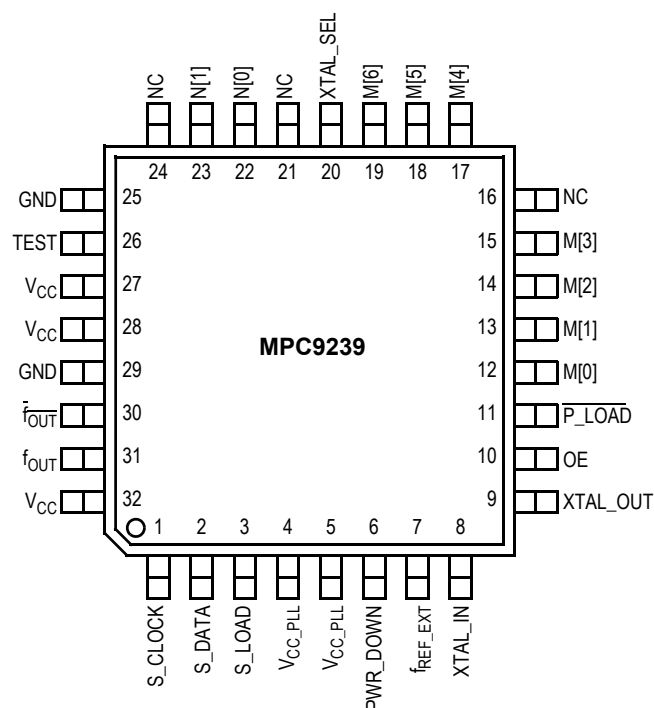 NC N[1] N[0] NC XTAL_SEL M[6] M[5] M[4]
24 23 22 21 20 19 18 17
GND 25 16 NC
TEST 26 15 M[3]
VCC 27 14 M[2]
VCC 28 13 M[1]
MPC9239
GND 29 12 M[0]
f̅OUT 30 11 P_LOAD
fOUT 31 10 OE
VCC 32 9 XTAL_OUT
1 2 3 4 5 6 7 8
S_CLOCK S_DATA S_LOAD VCC_PLL VCC_PLL PWR_DOWN fREF_EXT XTAL_IN